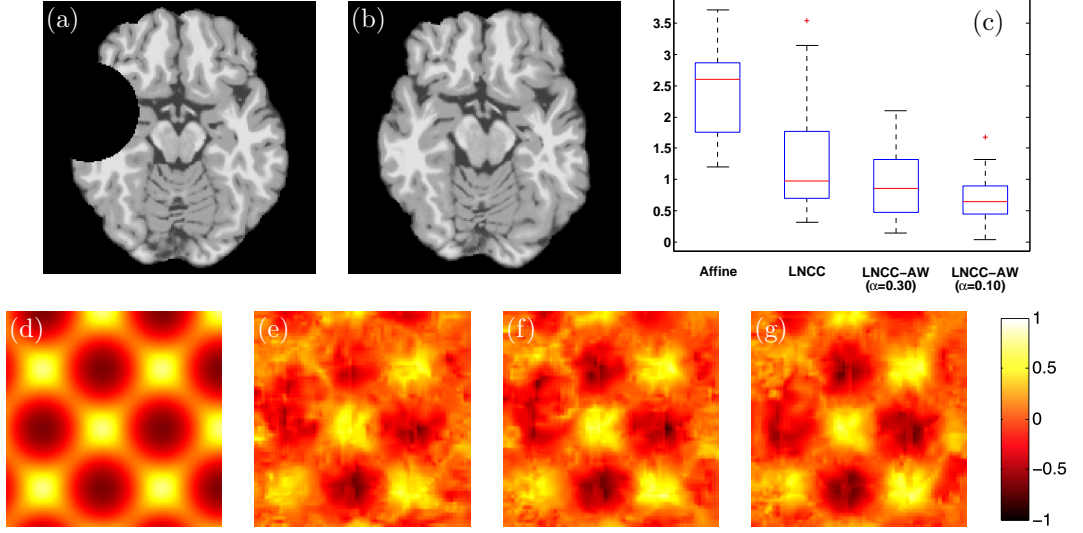 (a)
(b)
(c)
3.5
3
2.5
2
1.5
1
0.5
0
Affine
LNCC
LNCC−AW
(α=0.30)
LNCC−AW
(α=0.10)
(d)
(e)
(f)
(g)
1
0.5
0
−0.5
−1